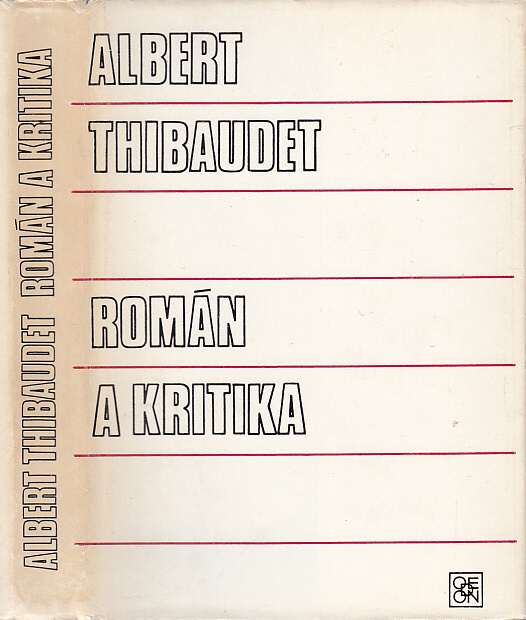 ALBERT THIBAUDET ROMÁN A KRITIKA
ALBERT
THIBAUDET
ROMÁN
A KRITIKA
ODEON